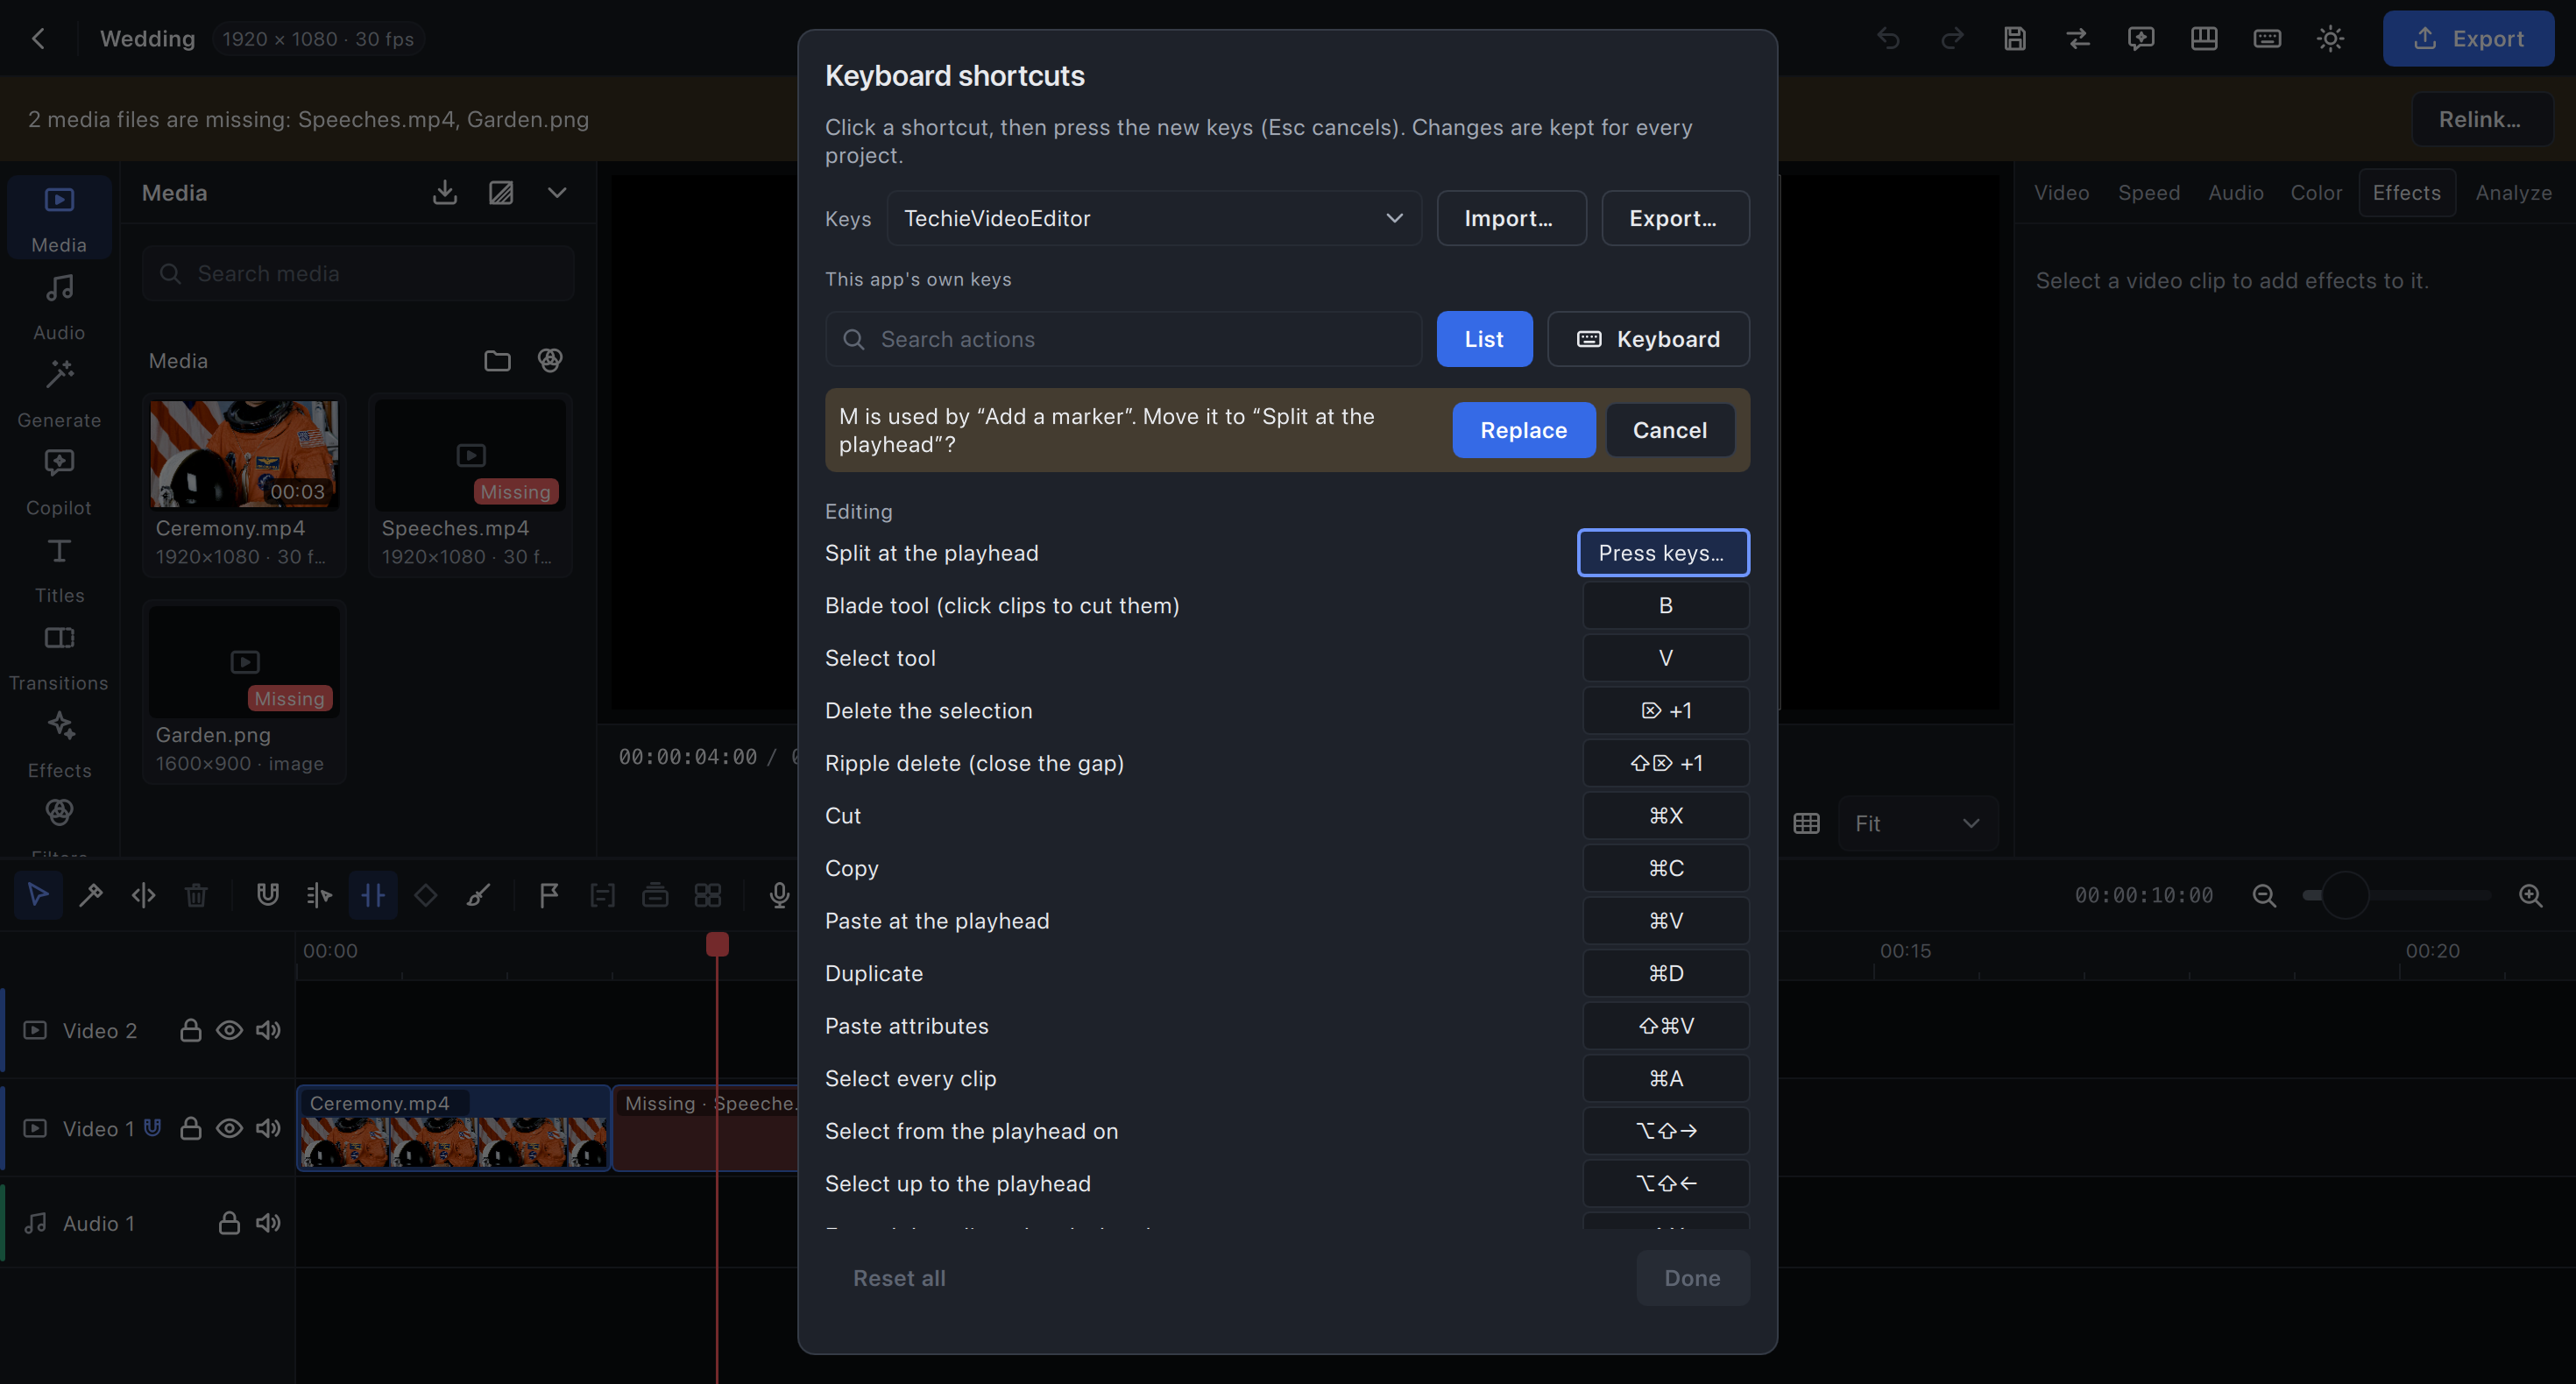 Wedding
1920 × 1080 · 30 fps
Export
2 media files are missing: Speeches.mp4, Garden.png
Relink…
Media
Audio
Generate
Copilot
Titles
Transitions
Effects
Media
Search media
Media
00:03
Ceremony.mp4
1920×1080 · 30 f…
Missing
Speeches.mp4
1920×1080 · 30 f…
Missing
Garden.png
1600×900 · image
00:00:04:00 /
Keyboard shortcuts
Click a shortcut, then press the new keys (Esc cancels). Changes are kept for every
project.
Keys
TechieVideoEditor
Import…
Export…
This app's own keys
Search actions
List
Keyboard
M is used by “Add a marker”. Move it to “Split at the
playhead”?
Replace
Cancel
Editing
Split at the playhead
Press keys…
Blade tool (click clips to cut them)
B
Select tool
V
Delete the selection
⌦ +1
Ripple delete (close the gap)
⇧⌦ +1
Cut
⌘X
Copy
⌘C
Paste at the playhead
⌘V
Duplicate
⌘D
Paste attributes
⇧⌘V
Select every clip
⌘A
Select from the playhead on
⌥⇧→
Select up to the playhead
⌥⇧←
Reset all
Done
Video
Speed
Audio
Color
Effects
Analyze
Select a video clip to add effects to it.
Fit
00:00:10:00
00:00
00:15
00:20
Video 2
Video 1
Ceremony.mp4
Missing · Speeche.
Audio 1